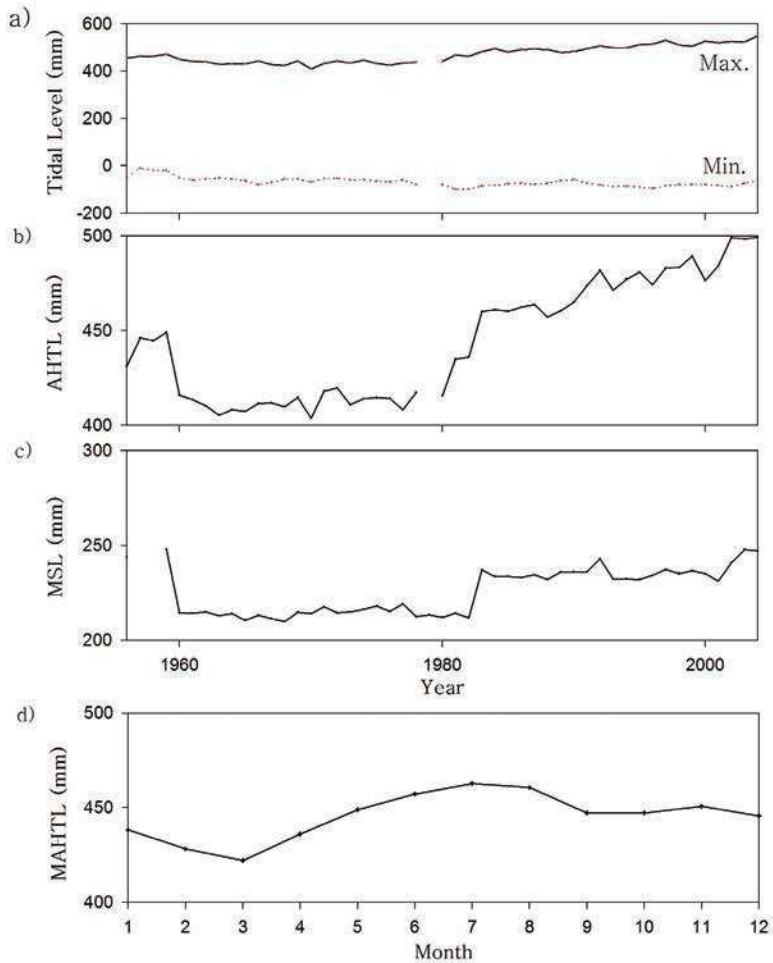 a)
600
400
200
0
-200
Tidal Level (mm)
Max.
Min.
b)
500
450
400
AHTL (mm)
c)
300
250
200
MSL (mm)
1960
1980
2000
Year
d)
500
450
400
MAHTL (mm)
1 2 3 4 5 6 7 8 9 10 11 12
Month